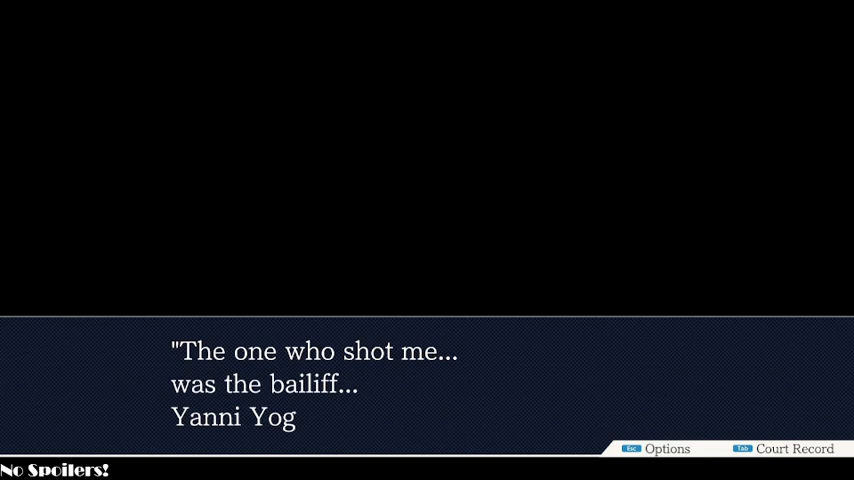 "The one who shot me...
was the bailiff...
Yanni Yog
Esc Options Tab Court Record
No Spoilers!